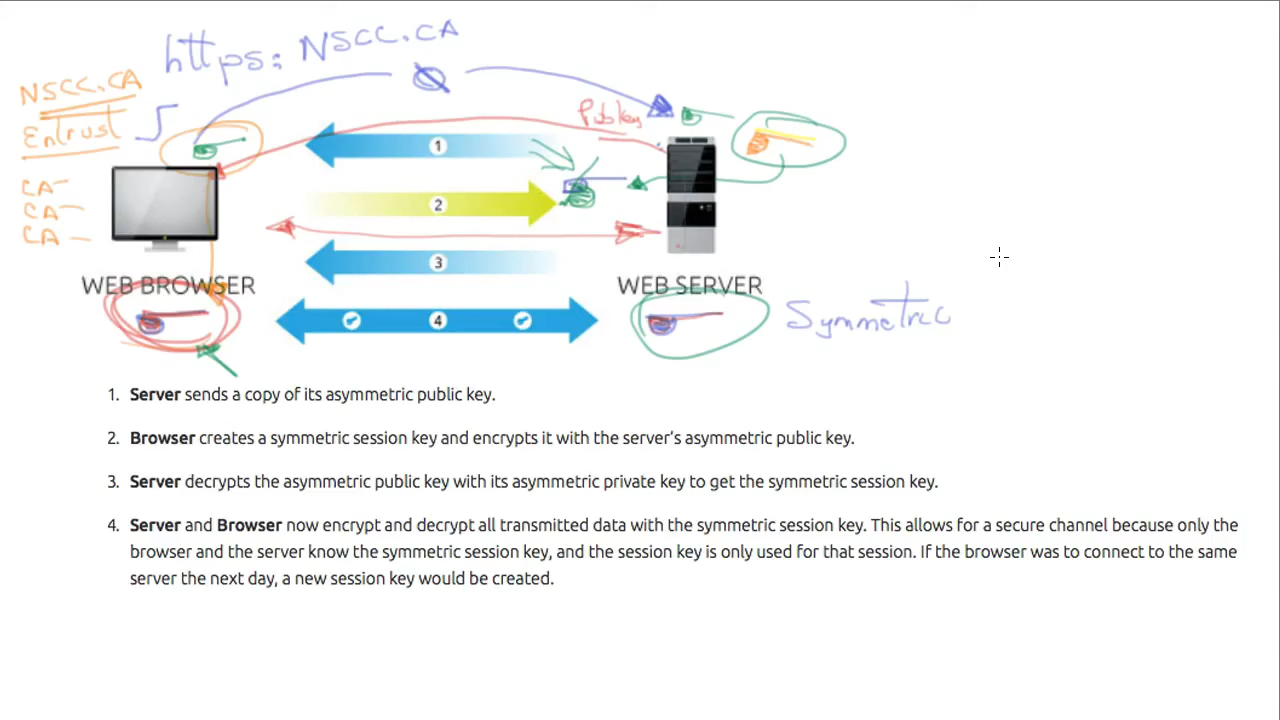 https: NSCC.CA
NSCC.CA
Entrust
CA
CA
CA
Pub key
1
2
3
4
WEB BROWSER
WEB SERVER
Symmetric
1. Server sends a copy of its asymmetric public key.
2. Browser creates a symmetric session key and encrypts it with the server's asymmetric public key.
3. Server decrypts the asymmetric public key with its asymmetric private key to get the symmetric session key.
4. Server and Browser now encrypt and decrypt all transmitted data with the symmetric session key. This allows for a secure channel because only the
browser and the server know the symmetric session key, and the session key is only used for that session. If the browser was to connect to the same
server the next day, a new session key would be created.